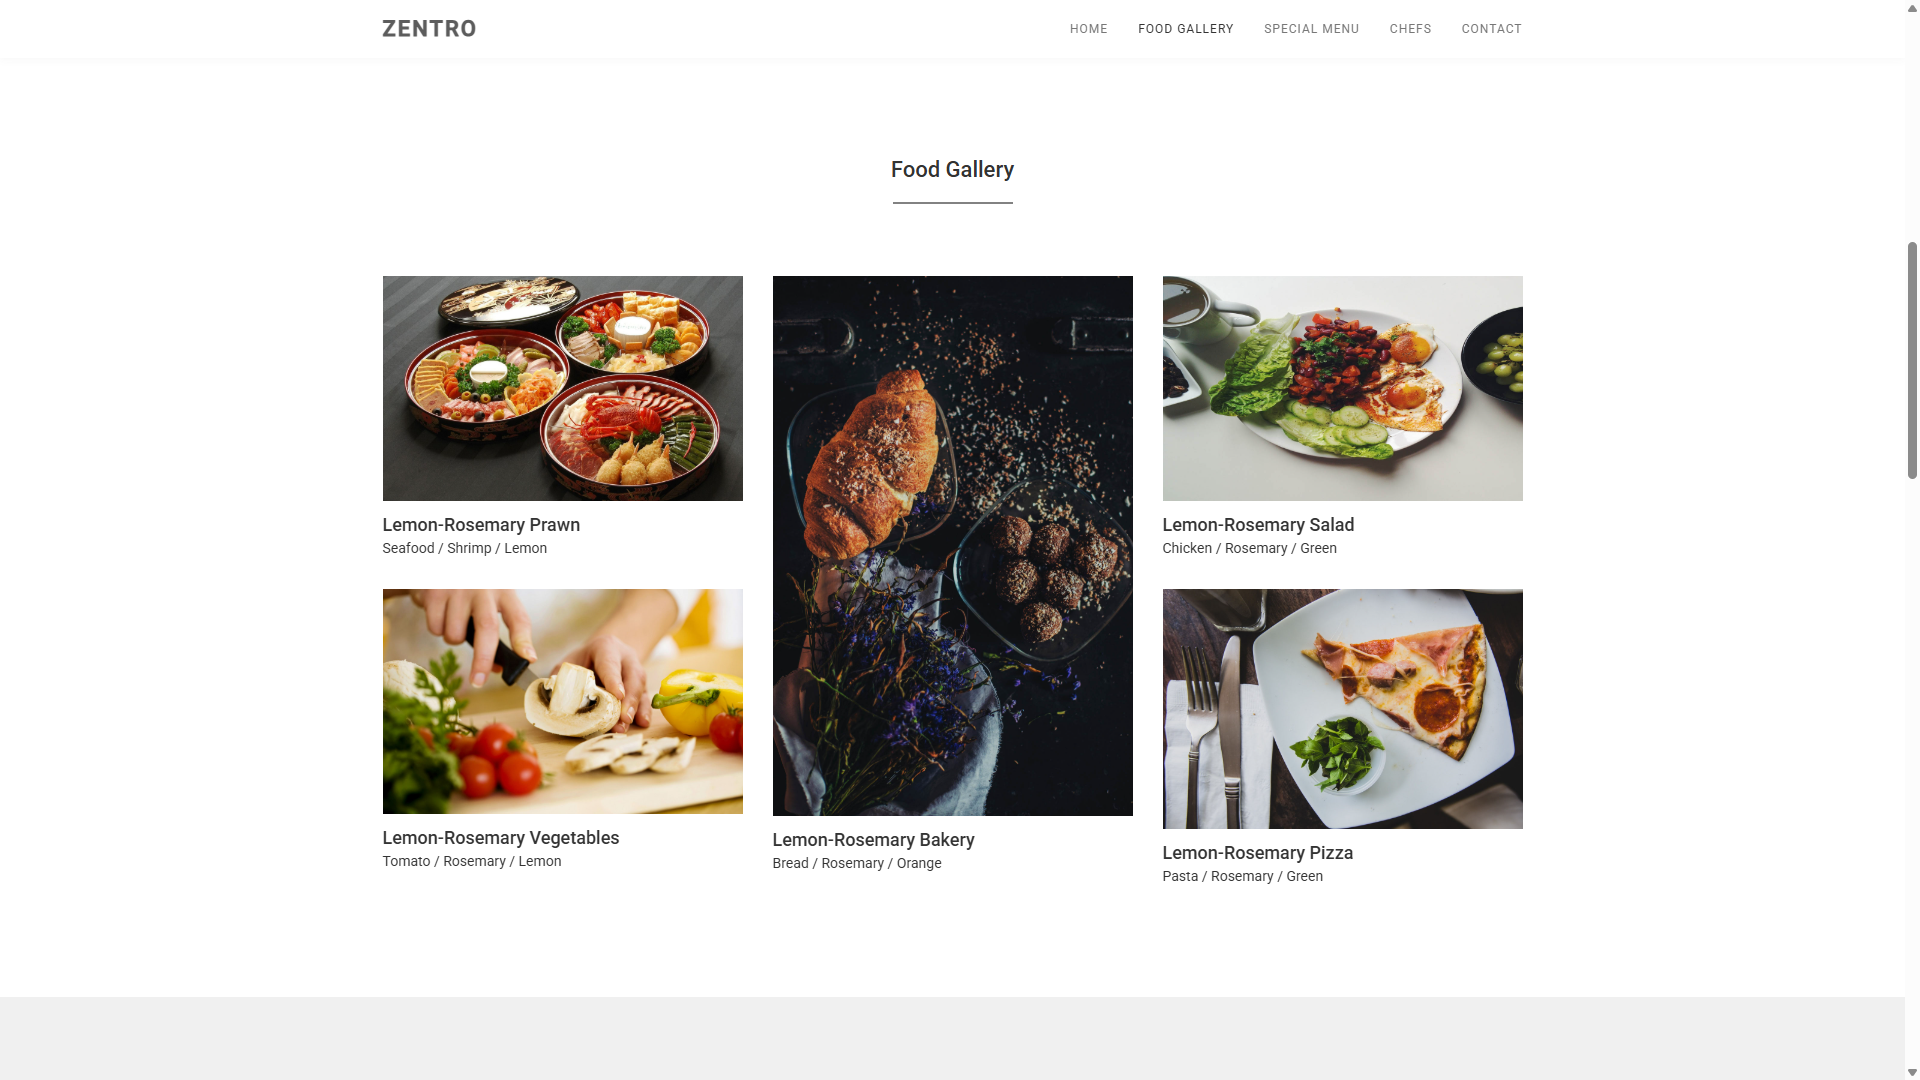 ZENTRO
HOME
FOOD GALLERY
SPECIAL MENU
CHEFS
CONTACT
Food Gallery
Lemon-Rosemary Prawn
Seafood / Shrimp / Lemon
Lemon-Rosemary Vegetables
Tomato / Rosemary / Lemon
Lemon-Rosemary Bakery
Bread / Rosemary / Orange
Lemon-Rosemary Salad
Chicken / Rosemary / Green
Lemon-Rosemary Pizza
Pasta / Rosemary / Green